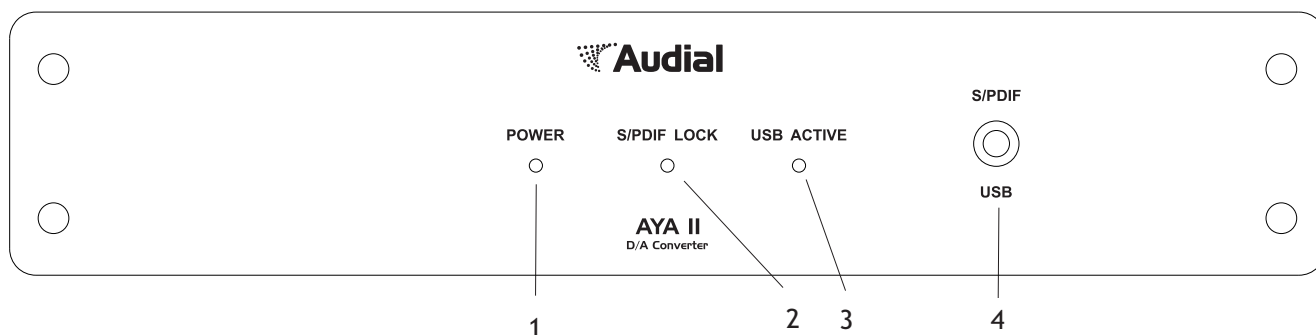 Audial
S/PDIF
POWER S/PDIF LOCK USB ACTIVE
USB
AYA II
D/A Converter
1 2 3 4